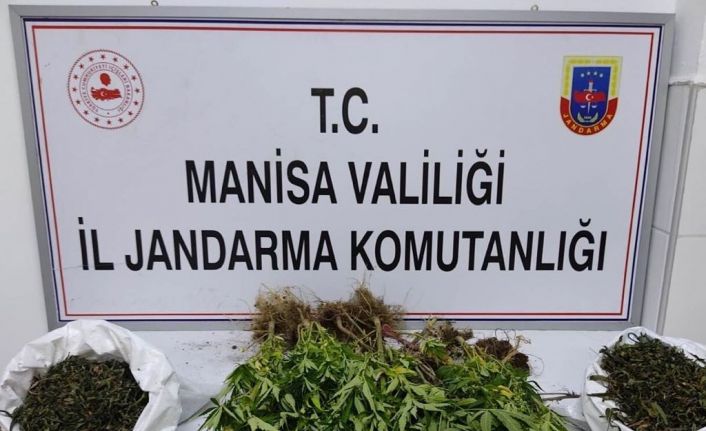 T.C.
MANİSA VALİLİĞİ
İL JANDARMA KOMUTANLIĞI
JANDARMA